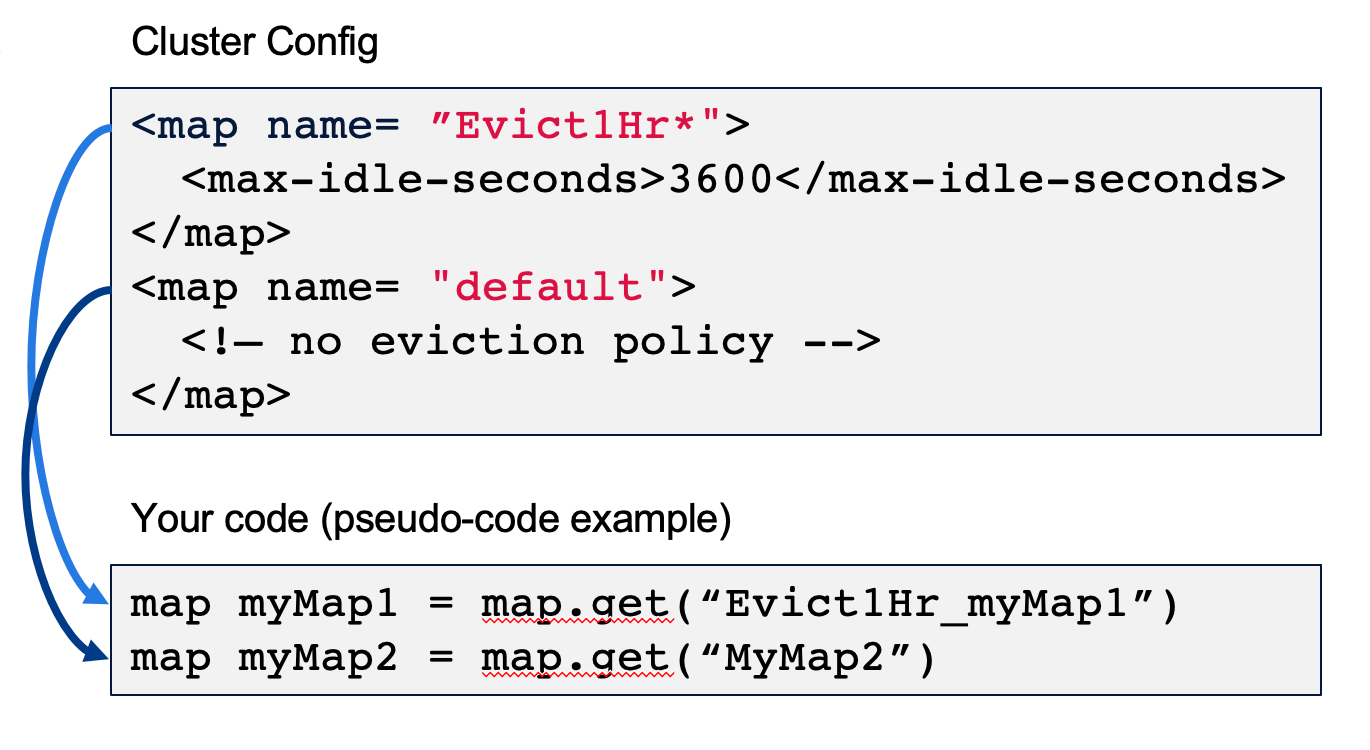 Cluster Config
<map name= ”Evict1Hr*">
<max-idle-seconds>3600</max-idle-seconds>
</map>
<map name= "default">
<!— no eviction policy -->
</map>
Your code (pseudo-code example)
map myMap1 = map.get(“Evict1Hr_myMap1”)
map myMap2 = map.get(“MyMap2”)